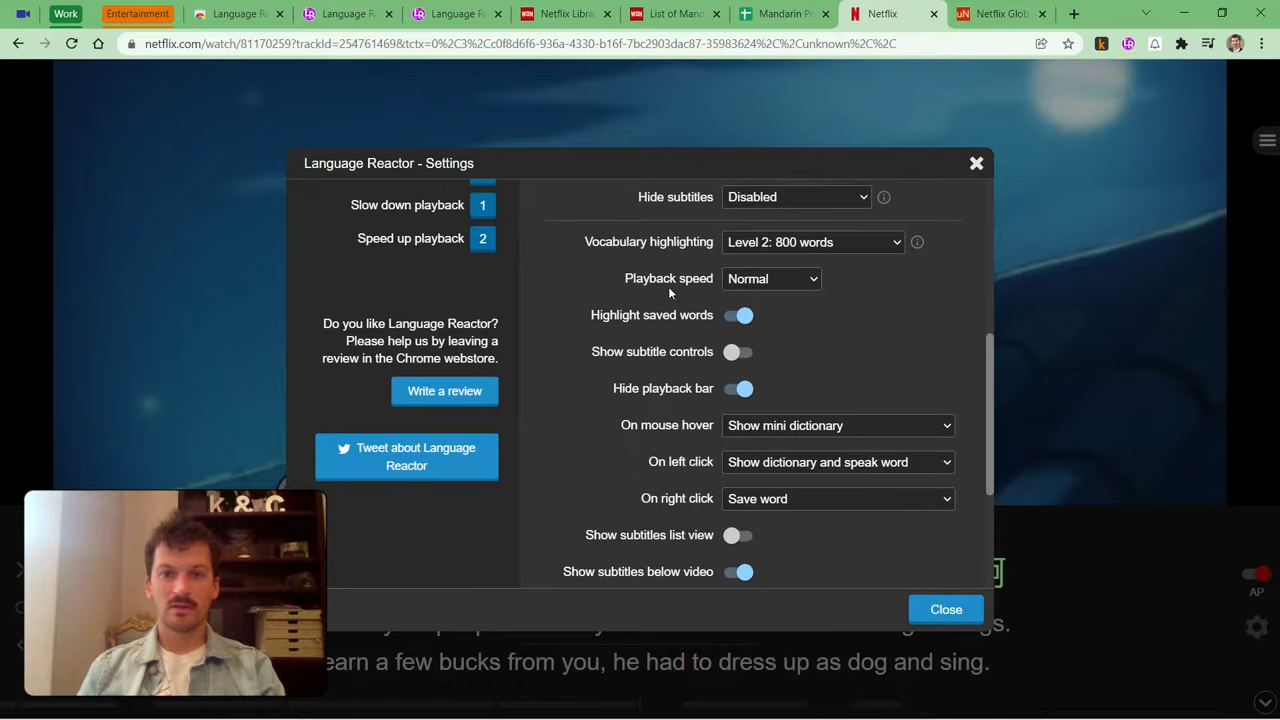 Work
Entertainment
Language Re
Language Rea
Language Rea
Netflix Libra
List of Mand
Mandarin Pr
Netflix
Netflix Glob
netflix.com/watch/81170259?trackId=254761469&tctx=0%2C3%2Cc0f8d6f6-936a-4330-b16f-7bc2903dac87-35983624%2C%2Cunknown%2C%2C
Language Reactor - Settings
Slow down playback 1
Speed up playback 2
Do you like Language Reactor?
Please help us by leaving a
review in the Chrome webstore.
Write a review
Tweet about Language
Reactor
Hide subtitles Disabled
Vocabulary highlighting Level 2: 800 words
Playback speed Normal
Highlight saved words
Show subtitle controls
Hide playback bar
On mouse hover Show mini dictionary
On left click Show dictionary and speak word
On right click Save word
Show subtitles list view
Show subtitles below video
Close
AP
k & C
earn a few bucks from you, he had to dress up as dog and sing.